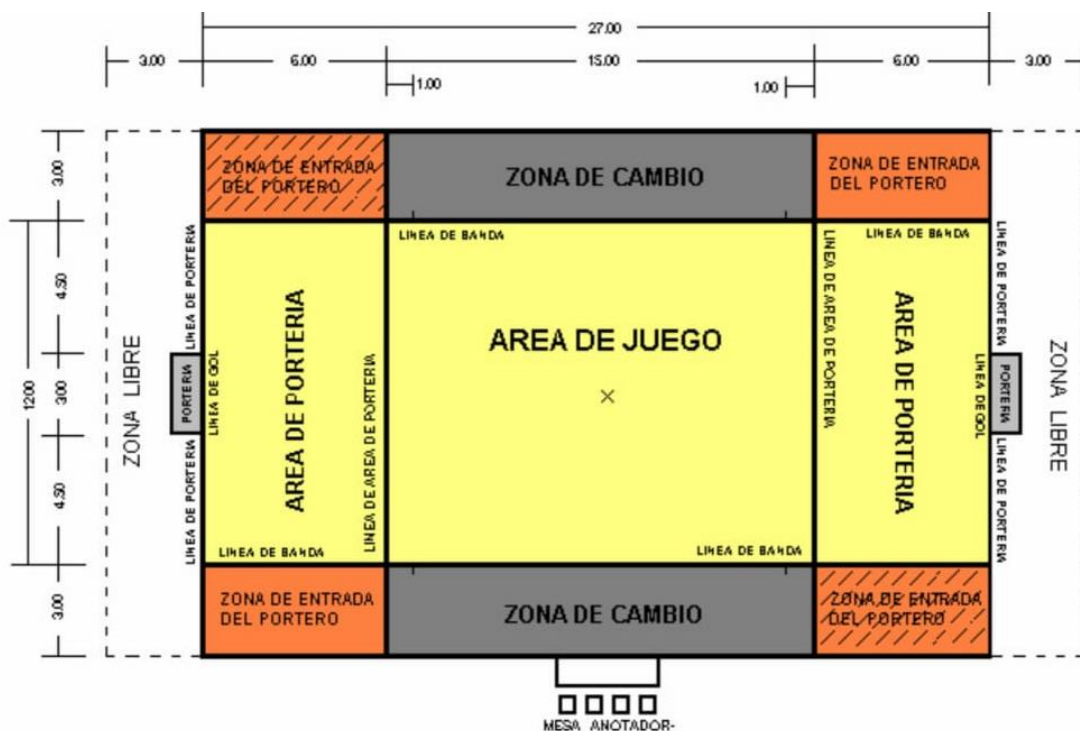 27.00
3.00
6.00
15.00
6.00
3.00
1.00
1.00
3.00
ZONA DE ENTRADA
DEL PORTERO
ZONA DE CAMBIO
ZONA DE ENTRADA
DEL PORTERO
LINEA DE PORTERIA
LINEA DE BANDA
LINEA DE AREA DE PORTERIA
LINEA DE BANDA
LINEA DE PORTERIA
4.50
12.00
3.00
4.50
ZONA LIBRE
PORTERIA
LINEA DE GOL
AREA DE PORTERIA
LINEA DE AREA DE PORTERIA
AREA DE JUEGO
AREA DE PORTERIA
LINEA DE GOL
PORTERIA
ZONA LIBRE
LINEA DE PORTERIA
LINEA DE PORTERIA
LINEA DE BANDA
LINEA DE BANDA
3.00
ZONA DE ENTRADA
DEL PORTERO
ZONA DE CAMBIO
ZONA DE ENTRADA
DEL PORTERO
MESA ANOTADOR-